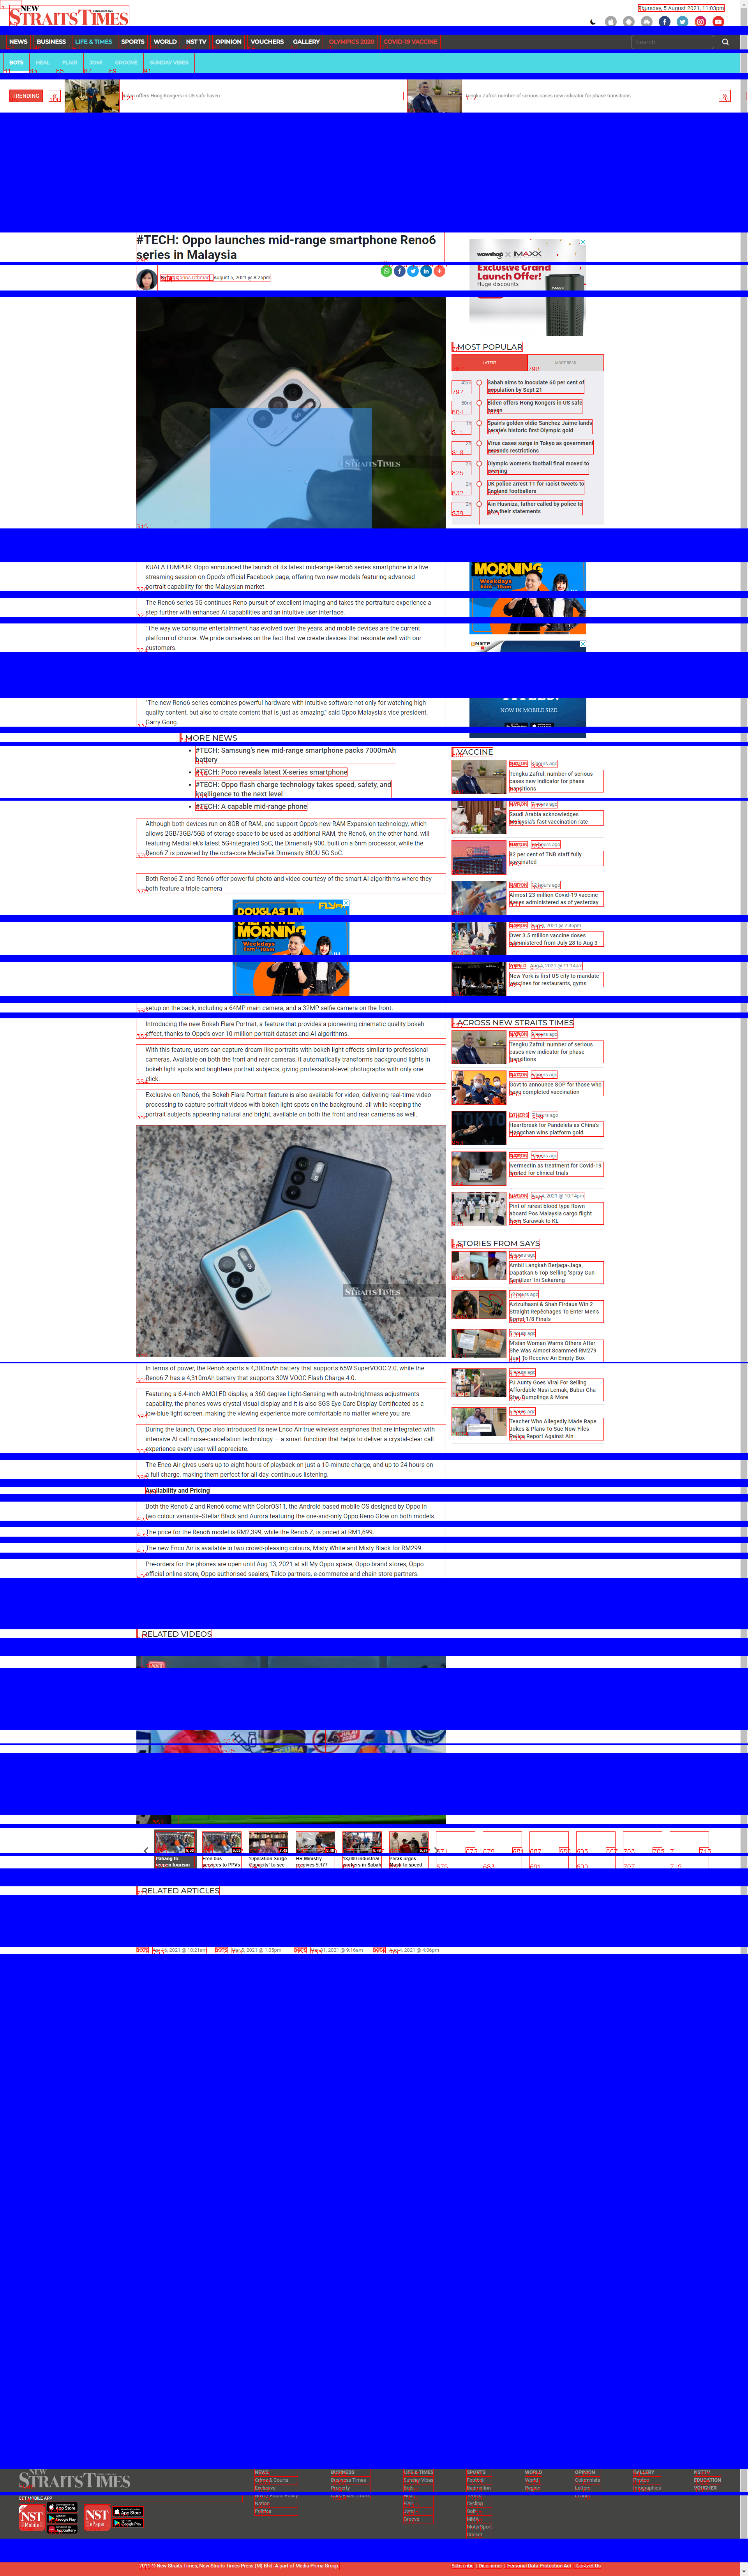 NEW
STRAITS TIMES
Thursday, 5 August 2021, 11:03pm
NEWS BUSINESS LIFE & TIMES SPORTS WORLD NST TV OPINION VOUCHERS GALLERY OLYMPICS 2020 COVID-19 VACCINE
Search
BOTS HEAL FLAIR JOM! GROOVE SUNDAY VIBES
TRENDING
offers Hong Kongers in US safe haven
Tengku Zafrul: number of serious cases new indicator for phase transitions
#TECH: Oppo launches mid-range smartphone Reno6
series in Malaysia
August 5, 2021 @ 8:25pm
STRAITS TIMES
KUALA LUMPUR: Oppo announced the launch of its latest mid-range Reno6 series smartphone in a live
streaming session on Oppo's official Facebook page, offering two new models featuring advanced
portrait capability for the Malaysian market.
The Reno6 series 5G continues Reno pursuit of excellent imaging and takes the portraiture experience a
step further with enhanced AI capabilities and an intuitive user interface.
"The way we consume entertainment has evolved over the years, and mobile devices are the current
platform of choice. We pride ourselves on the fact that we create devices that resonate well with our
customers.
"The new Reno6 series combines powerful hardware with intuitive software not only for watching high
quality content, but also to create content that is just as amazing," said Oppo Malaysia's vice president,
Garry Gong.
MORE NEWS
#TECH: Samsung's new mid-range smartphone packs 7000mAh
battery
#TECH: Poco reveals latest X-series smartphone
#TECH: Oppo flash charge technology takes speed, safety, and
intelligence to the next level
#TECH: A capable mid-range phone
Although both devices run on 8GB of RAM, and support Oppo's new RAM Expansion technology, which
allows 2GB/3GB/5GB of storage space to be used as additional RAM, the Reno6, on the other hand, will
featuring MediaTek's latest 5G-integrated SoC, the Dimensity 900, built on a 6nm processor, while the
Reno6 Z is powered by the octa-core MediaTek Dimensity 800U 5G SoC.
Both Reno6 Z and Reno6 offer powerful photo and video quality courtesy of the smart AI algorithms where they
both feature a triple-camera
DOUGLAS LIM
MORNING
Weekdays
6am – 10am
setup on the back, including a 64MP main camera, and a 32MP selfie camera on the front.
Introducing the new Bokeh Flare Portrait, a feature that provides a pioneering cinematic quality bokeh
effect, thanks to Oppo's over-10-million portrait dataset and AI algorithms.
With this feature, users can capture dream-like portraits with bokeh light effects similar to professional
cameras. Available on both the front and rear cameras, it automatically transforms background lights in
bokeh light spots and brightens portrait subjects, giving professional-level photographs with only one
click.
Exclusive on Reno6, the Bokeh Flare Portrait feature is also available for video, delivering real-time video
processing to capture portrait videos with bokeh light spots on the background, all while keeping the
portrait subjects appearing natural and bright, available on both the front and rear cameras as well.
STRAITS TIMES
In terms of power, the Reno6 sports a 4,300mAh battery that supports 65W SuperVOOC 2.0, while the
Reno6 Z has a 4,310mAh battery that supports 30W VOOC Flash Charge 4.0.
Featuring a 6.4-inch AMOLED display, a 360 degree Light-Sensing with auto-brightness adjustments
capability, the phones vows crystal visual display and it is also SGS Eye Care Display Certificated as a
low-blue light screen, making the viewing experience more comfortable no matter where you are.
During the launch, Oppo also introduced its new Enco Air true wireless earphones that are integrated with
intensive AI call noise-cancellation technology — a smart function that helps to deliver a crystal-clear call
experience every user will appreciate.
The Enco Air gives users up to eight hours of playback on just a 10-minute charge, and up to 24 hours on
a full charge, making them perfect for all-day, continuous listening.
Availability and Pricing
Both the Reno6 Z and Reno6 come with ColorOS11, the Android-based mobile OS designed by Oppo in
two colour variants--Stellar Black and Aurora featuring the one-and-only Oppo Reno Glow on both models.
The price for the Reno6 model is RM2,399, while the Reno6 Z, is priced at RM1,699.
The new Enco Air is available in two crowd-pleasing colours, Misty White and Misty Black for RM299.
Pre-orders for the phones are open until Aug 13, 2021 at all My Oppo space, Oppo brand stores, Oppo
official online store, Oppo authorised sealers, Telco partners, e-commerce and chain store partners.
RELATED VIDEOS
Pahang to
reopen tourism
Free bus
services to PPVs
'Operation Surge
Capacity' to see
HR Ministry
receives 5,177
18,000 industrial
workers in Sabah
Perak urges
MoH to speed
RELATED ARTICLES
wowshop X IMAXX
Exclusive Grand
Launch Offer!
Huge discounts
MOST POPULAR
LATEST MOST READ
Sabah aims to inoculate 60 per cent of
population by Sept 21
Biden offers Hong Kongers in US safe
haven
Spain's golden oldie Sanchez Jaime lands
karate's historic first Olympic gold
Virus cases surge in Tokyo as government
expands restrictions
Olympic women's football final moved to
evening
UK police arrest 11 for racist tweets to
England footballers
Ain Husniza, father called by police to
give their statements
MORNING
Weekdays
6am – 10am
NOW IN MOBILE SIZE.
VACCINE
Tengku Zafrul: number of serious
cases new indicator for phase
transitions
Saudi Arabia acknowledges
Malaysia's fast vaccination rate
82 per cent of TNB staff fully
vaccinated
Almost 23 million Covid-19 vaccine
doses administered as of yesterday
Over 3.5 million vaccine doses
administered from July 28 to Aug 3
New York is first US city to mandate
vaccines for restaurants, gyms
ACROSS NEW STRAITS TIMES
Tengku Zafrul: number of serious
cases new indicator for phase
transitions
Govt to announce SOP for those who
have completed vaccination
Heartbreak for Pandelela as China's
Hongchan wins platform gold
Ivermectin as treatment for Covid-19
limited for clinical trials
Pint of rarest blood type flown
aboard Pos Malaysia cargo flight
from Sarawak to KL
STORIES FROM SAYS
Ambil Langkah Berjaga-Jaga,
Dapatkan 5 Top Selling 'Spray Gun
Sanitizer' Ini Sekarang
Azizulhasni & Shah Firdaus Win 2
Straight Repêchages To Enter Men's
Sprint 1/8 Finals
M'sian Woman Warns Others After
She Was Almost Scammed RM279
Just To Receive An Empty Box
PJ Aunty Goes Viral For Selling
Affordable Nasi Lemak, Bubur Cha
Cha, Dumplings & More
Teacher Who Allegedly Made Rape
Jokes & Plans To Sue Now Files
Police Report Against Ain
NEW
STRAITS TIMES
GET MOBILE APP
NEWS
Crime & Courts
Exclusive
Nation
Politics
BUSINESS
Business Times
Property
LIFE & TIMES
Sunday Vibes
Bots
Flair
Jom!
Groove
SPORTS
Football
Badminton
Cycling
Golf
MMA
MotorSport
Cricket
WORLD
World
Region
OPINION
Columnists
Letters
GALLERY
Photos
Infographics
NSTTV
EDUCATION
VOUCHER
2021 © New Straits Times, New Straits Times Press (M) Bhd. A part of Media Prima Group.
Subscribe | Disclaimer | Personal Data Protection Act | Contact Us